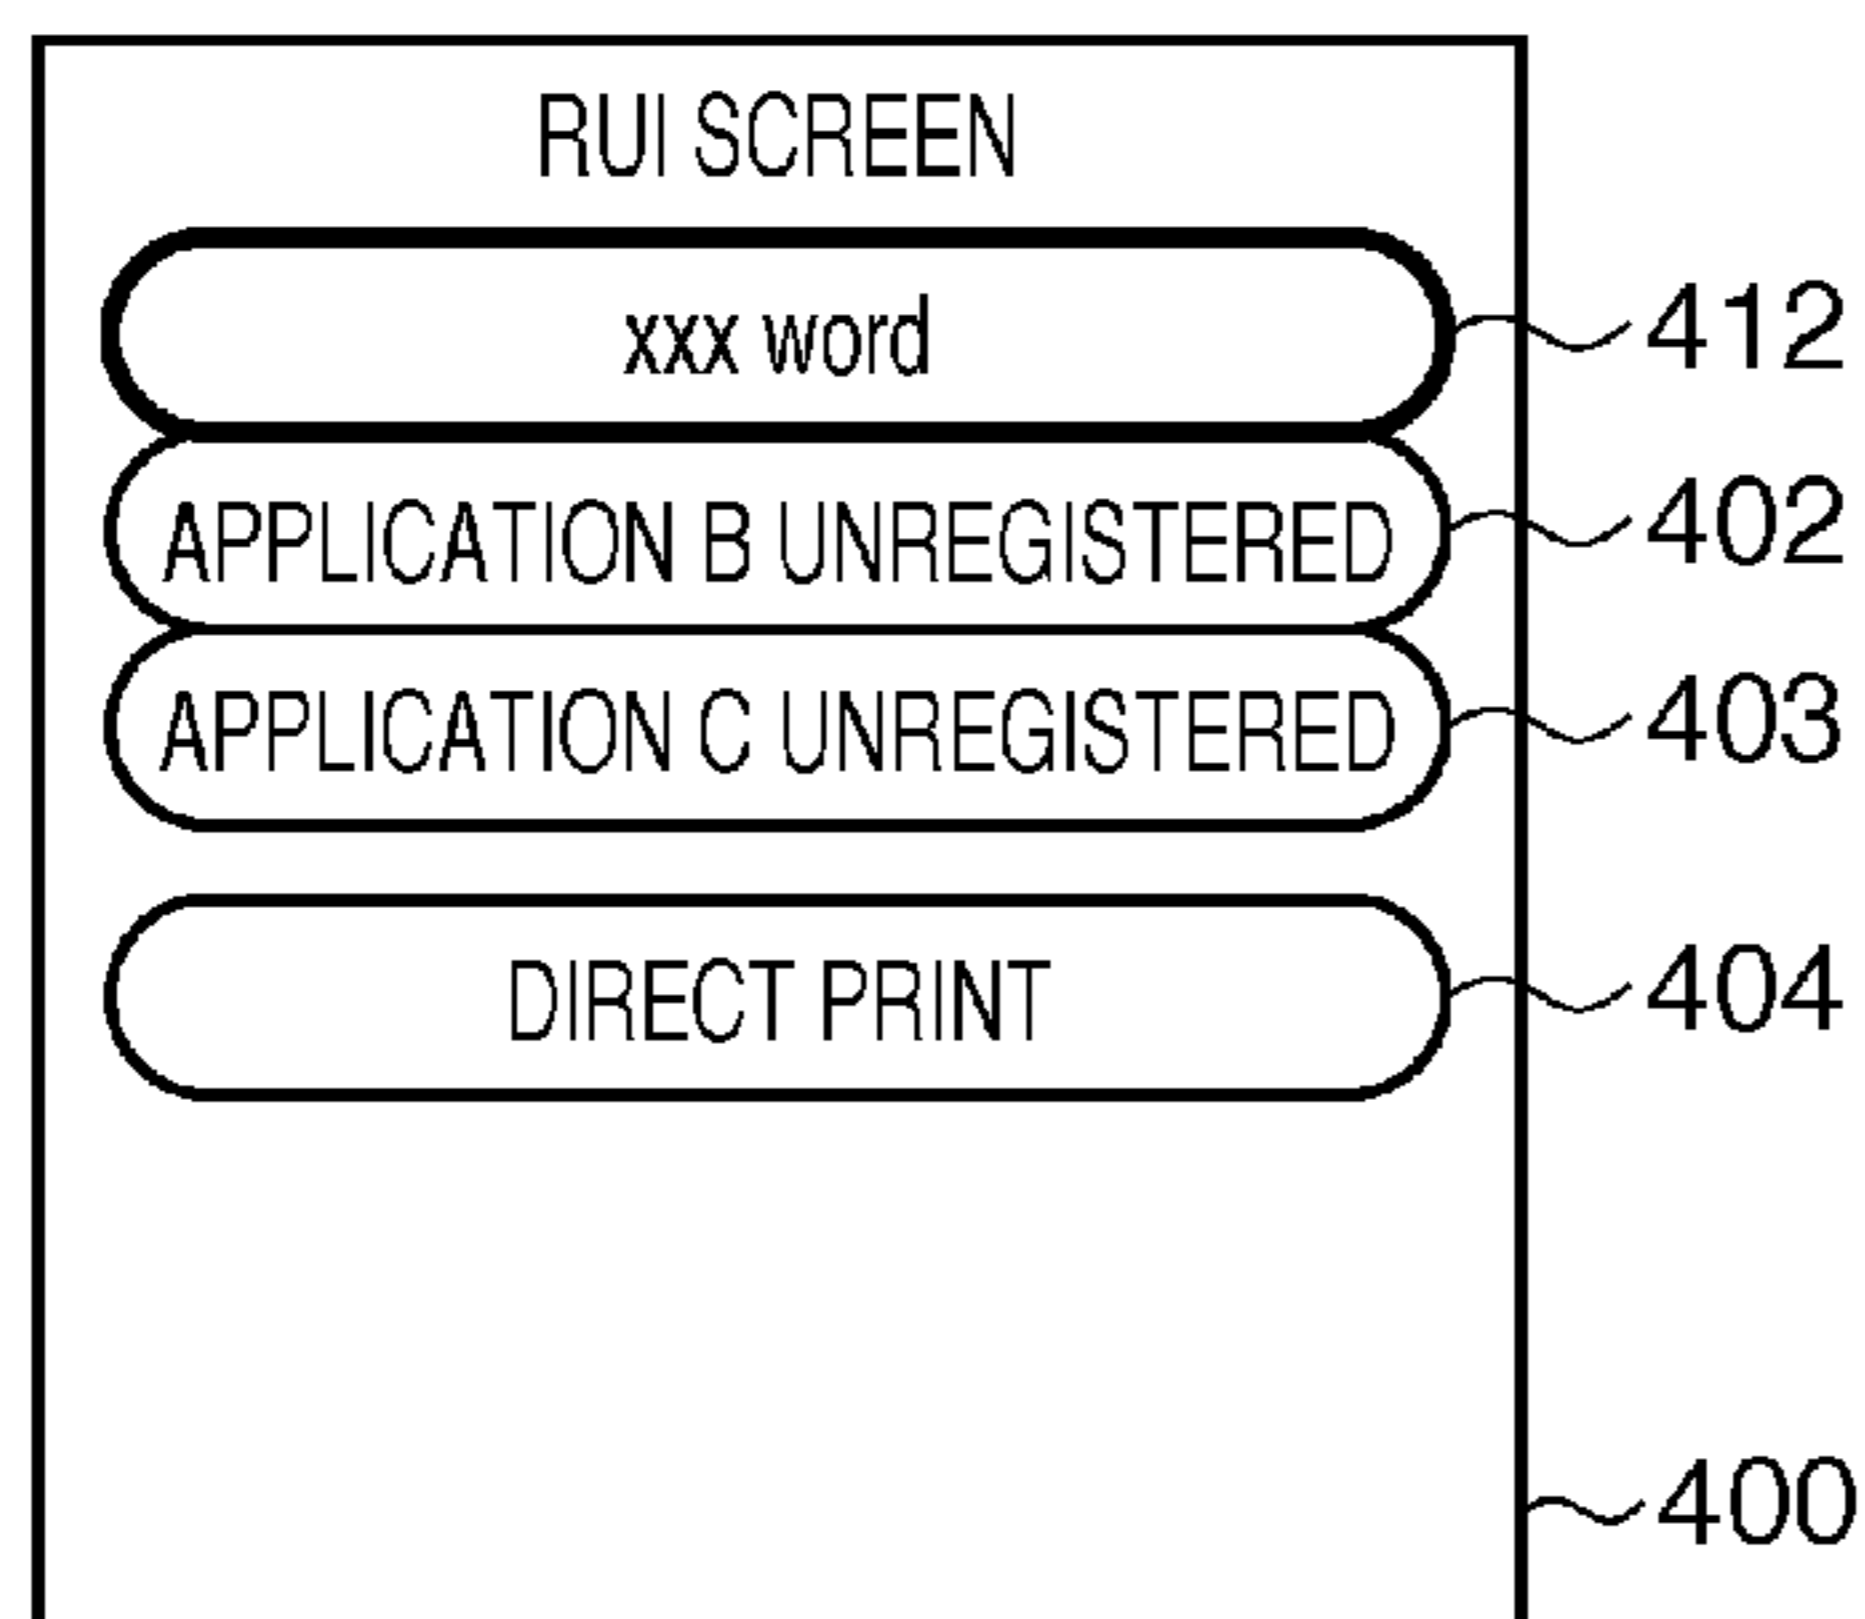 RUI SCREEN
xxx word
412
APPLICATION B UNREGISTERED
402
APPLICATION C UNREGISTERED
403
DIRECT PRINT
404
400